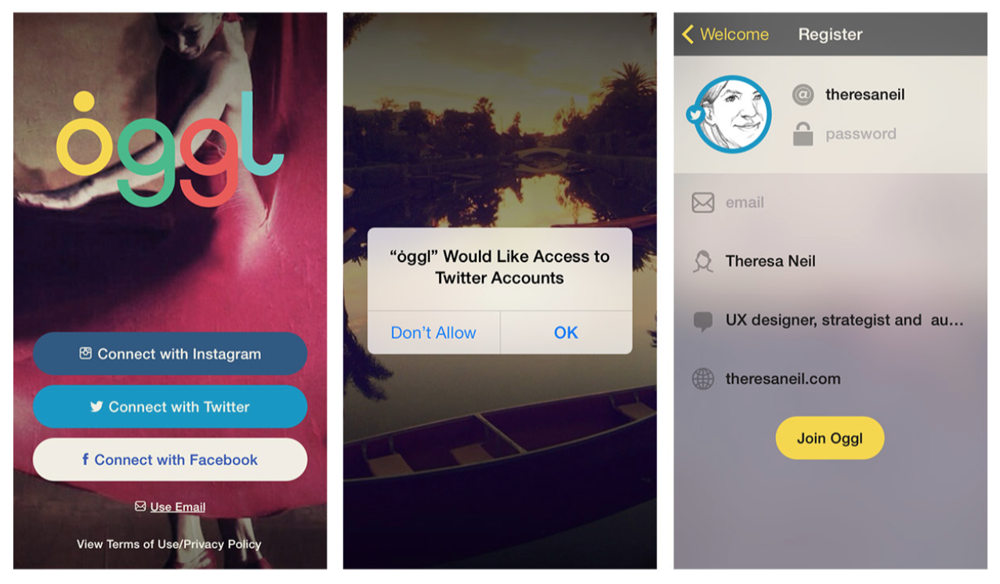 ȯggl
Connect with Instagram
Connect with Twitter
f Connect with Facebook
Use Email
View Terms of Use/Privacy Policy
“ȯggl” Would Like Access to
Twitter Accounts
Don’t Allow
OK
Welcome
Register
@ theresaneil
password
email
Theresa Neil
UX designer, strategist and au…
theresaneil.com
Join Oggl